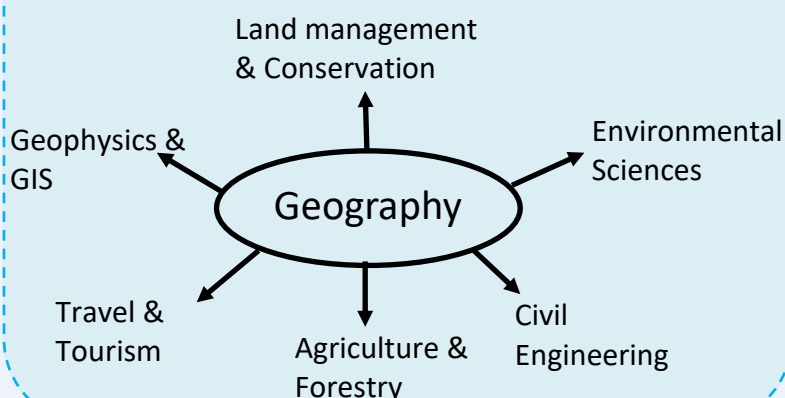 Land management
& Conservation
Geophysics &
GIS
Environmental
Sciences
Geography
Travel &
Tourism
Agriculture &
Forestry
Civil
Engineering